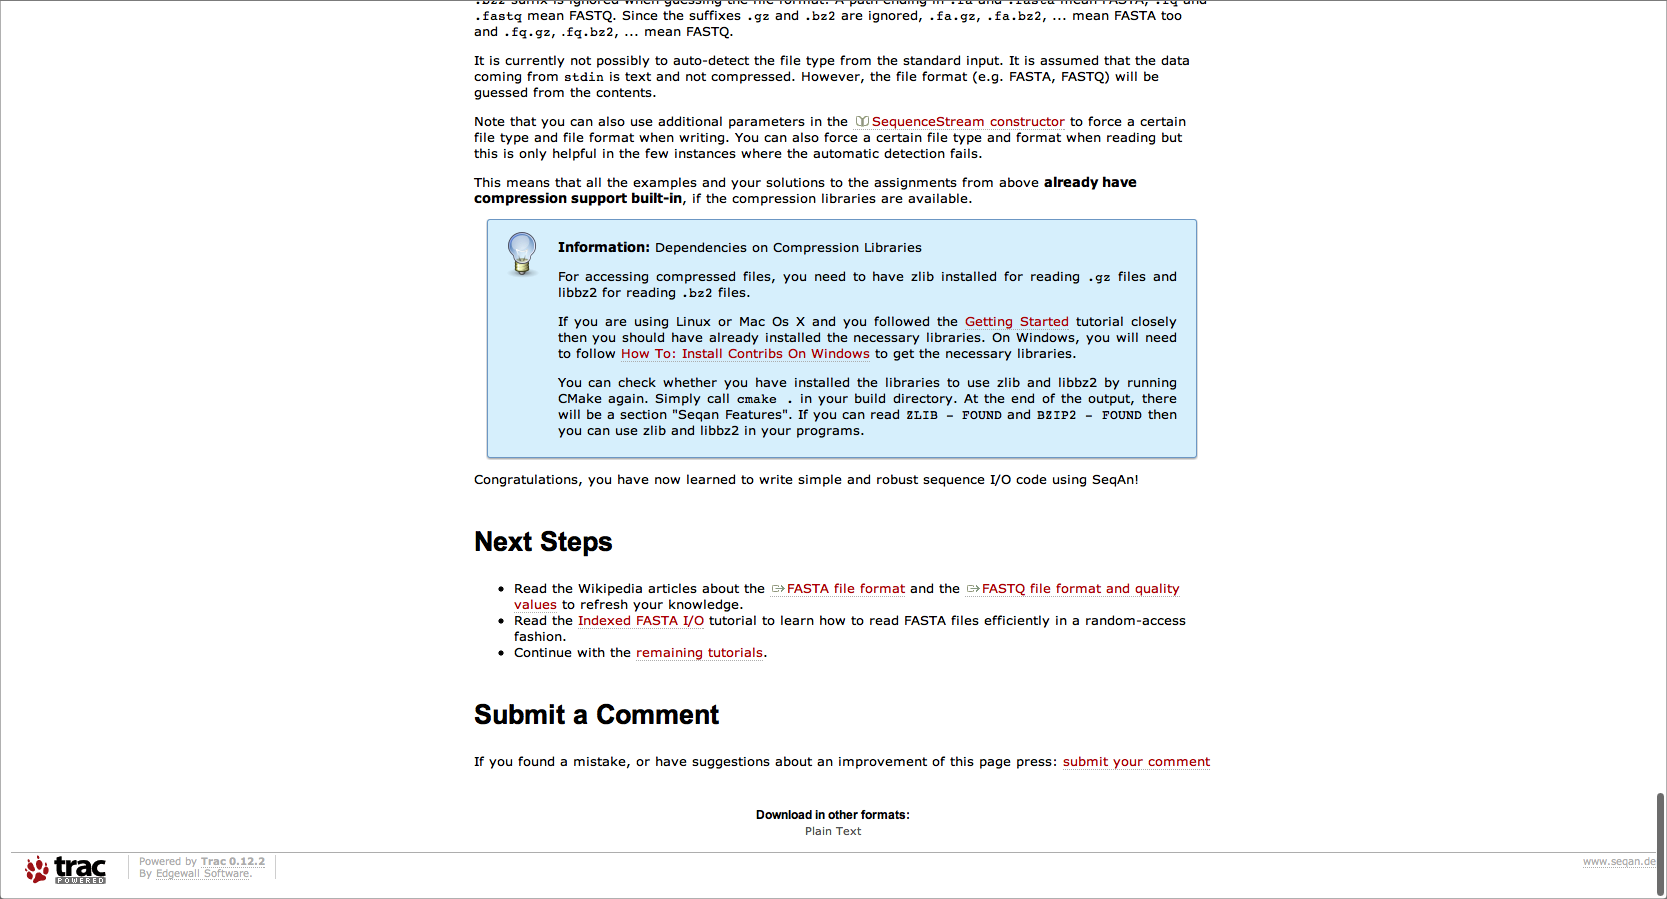 .bz2 suffix is ignored when guessing the file format. A path ending in .fa and .fasta mean FASTA, .fq and
.fastq mean FASTQ. Since the suffixes .gz and .bz2 are ignored, .fa.gz, .fa.bz2, ... mean FASTA too
and .fq.gz, .fq.bz2, ... mean FASTQ.
It is currently not possibly to auto-detect the file type from the standard input. It is assumed that the data
coming from stdin is text and not compressed. However, the file format (e.g. FASTA, FASTQ) will be
guessed from the contents.
Note that you can also use additional parameters in the SequenceStream constructor to force a certain
file type and file format when writing. You can also force a certain file type and format when reading but
this is only helpful in the few instances where the automatic detection fails.
This means that all the examples and your solutions to the assignments from above already have
compression support built-in, if the compression libraries are available.
Information: Dependencies on Compression Libraries
For accessing compressed files, you need to have zlib installed for reading .gz files and
libbz2 for reading .bz2 files.
If you are using Linux or Mac Os X and you followed the Getting Started tutorial closely
then you should have already installed the necessary libraries. On Windows, you will need
to follow How To: Install Contribs On Windows to get the necessary libraries.
You can check whether you have installed the libraries to use zlib and libbz2 by running
CMake again. Simply call cmake . in your build directory. At the end of the output, there
will be a section "Seqan Features". If you can read ZLIB - FOUND and BZIP2 - FOUND then
you can use zlib and libbz2 in your programs.
Congratulations, you have now learned to write simple and robust sequence I/O code using SeqAn!
Next Steps
• Read the Wikipedia articles about the FASTA file format and the FASTQ file format and quality
values to refresh your knowledge.
• Read the Indexed FASTA I/O tutorial to learn how to read FASTA files efficiently in a random-access
fashion.
• Continue with the remaining tutorials.
Submit a Comment
If you found a mistake, or have suggestions about an improvement of this page press: submit your comment
Download in other formats:
Plain Text
trac
POWERED
Powered by Trac 0.12.2
By Edgewall Software.
www.seqan.de